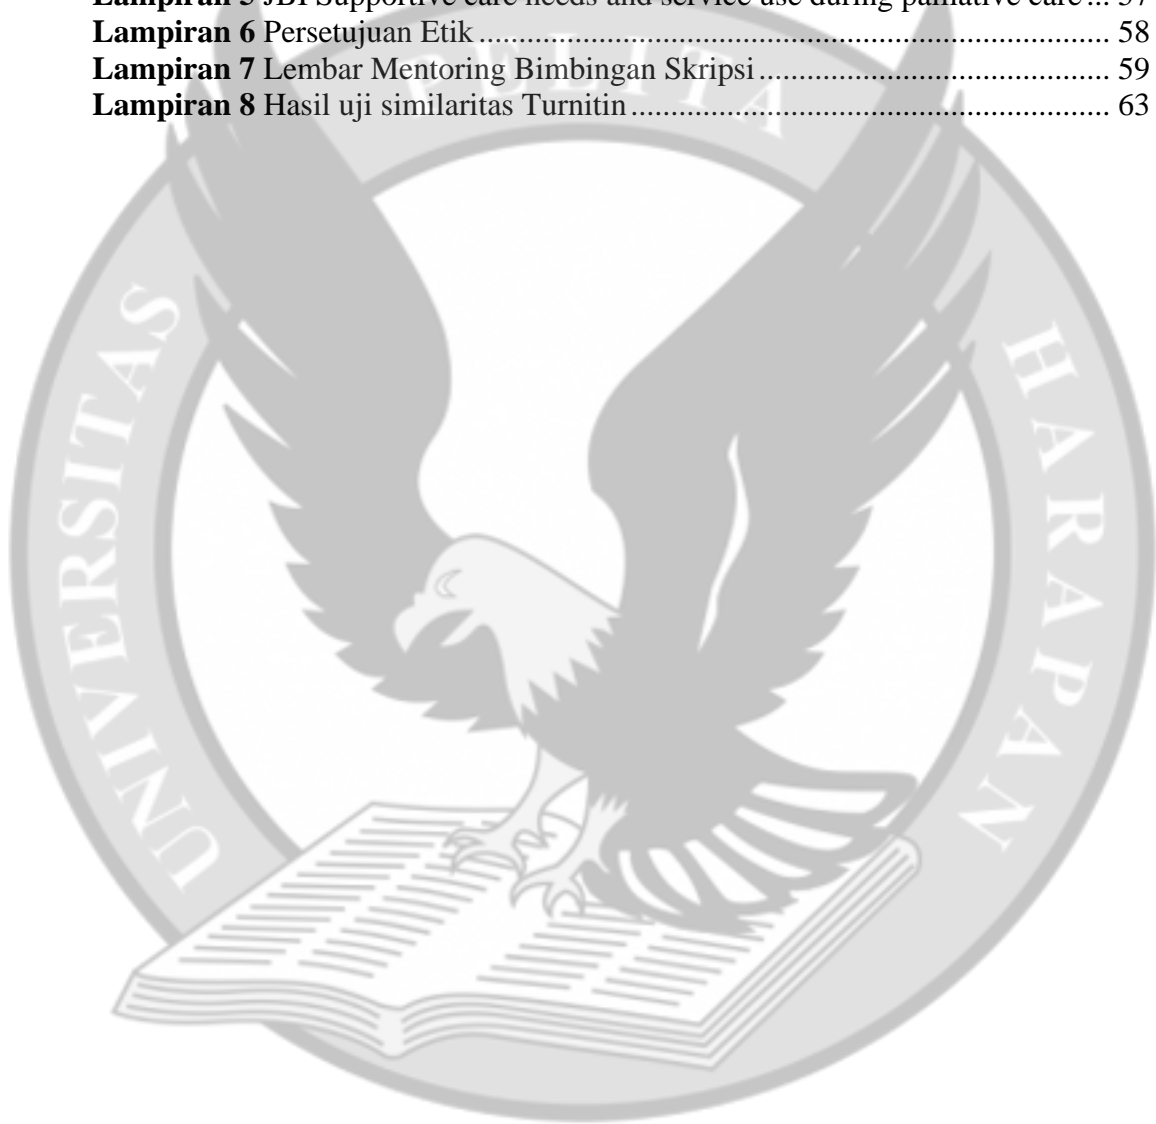 Lampiran 5 JBI Supportive care needs and service use during palliative care ... 57
Lampiran 6 Persetujuan Etik ............................................................................... 58
Lampiran 7 Lembar Mentoring Bimbingan Skripsi ............................................ 59
Lampiran 8 Hasil uji similaritas Turnitin ............................................................ 63
UNIVERSITAS PELITA HARAPAN